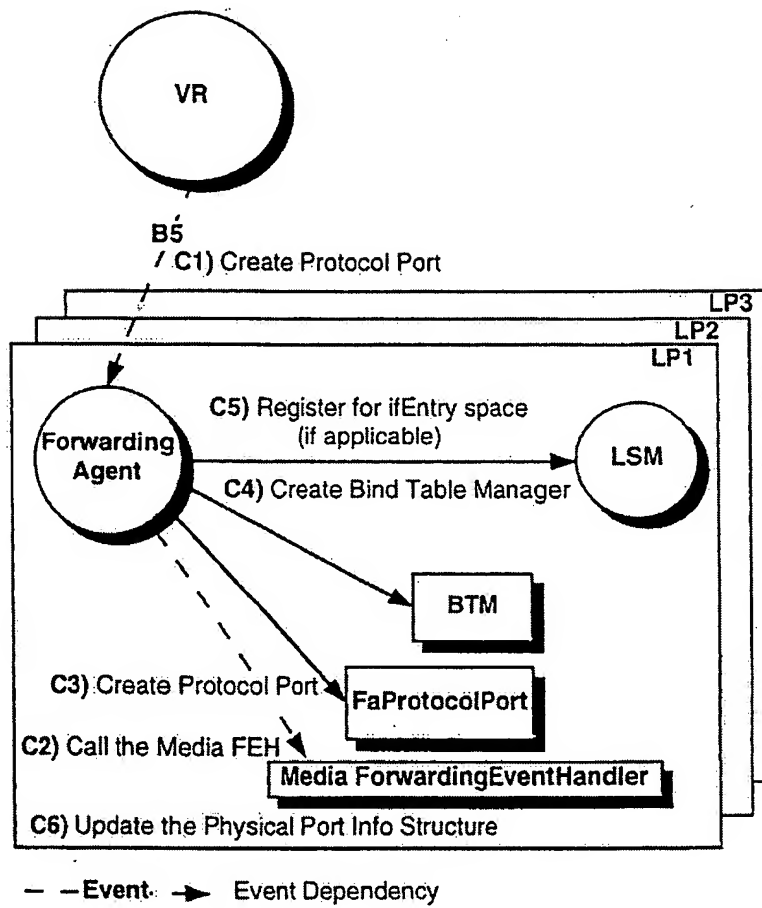 VR
B5
C1) Create Protocol Port
LP3
LP2
LP1
C5) Register for ifEntry space
(if applicable)
Forwarding
Agent
LSM
C4) Create Bind Table Manager
BTM
C3) Create Protocol Port
FaProtocolPort
C2) Call the Media FEH
Media ForwardingEventHandler
C6) Update the Physical Port Info Structure
Event
Event Dependency